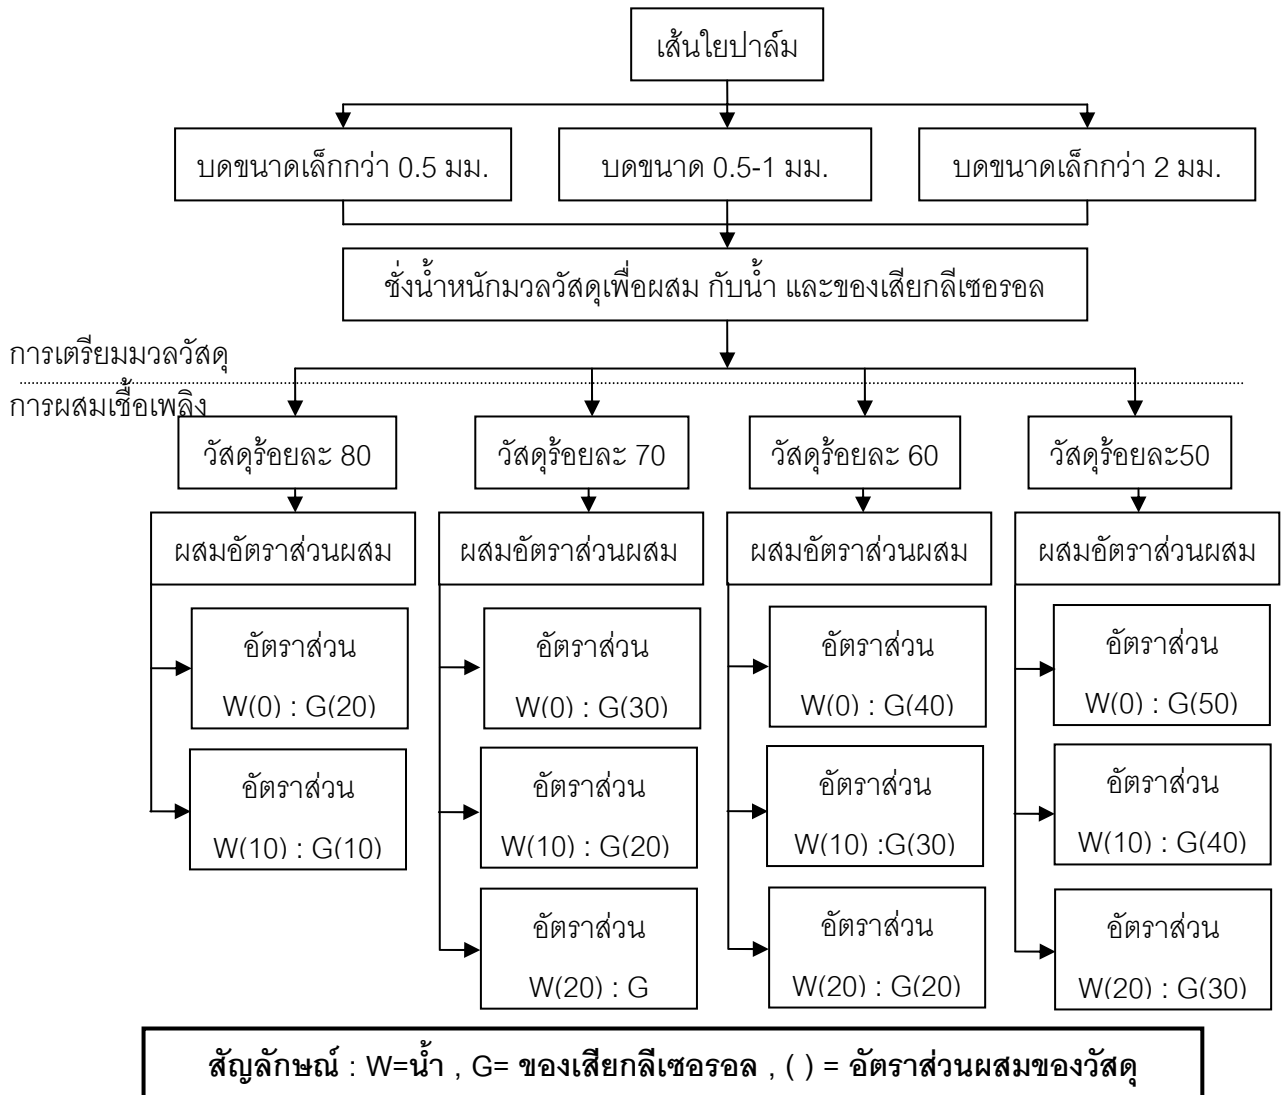 เส้นใยปาล์ม
บดขนาดเล็กกว่า 0.5 มม.
บดขนาด 0.5-1 มม.
บดขนาดเล็กกว่า 2 มม.
ชั่งน้ำหนักมวลวัสดุเพื่อผสม กับน้ำ และของเสียกลีเซอรอล
การเตรียมมวลวัสดุ
การผสมเชื้อเพลิง
วัสดุร้อยละ 80
วัสดุร้อยละ 70
วัสดุร้อยละ 60
วัสดุร้อยละ50
ผสมอัตราส่วนผสม
ผสมอัตราส่วนผสม
ผสมอัตราส่วนผสม
ผสมอัตราส่วนผสม
อัตราส่วน
W(0) : G(20)
อัตราส่วน
W(0) : G(30)
อัตราส่วน
W(0) : G(40)
อัตราส่วน
W(0) : G(50)
อัตราส่วน
W(10) : G(10)
อัตราส่วน
W(10) : G(20)
อัตราส่วน
W(10) :G(30)
อัตราส่วน
W(10) : G(40)
อัตราส่วน
W(20) : G
อัตราส่วน
W(20) : G(20)
อัตราส่วน
W(20) : G(30)
สัญลักษณ์ : W=น้ำ , G= ของเสียกลีเซอรอล , ( ) = อัตราส่วนผสมของวัสดุ